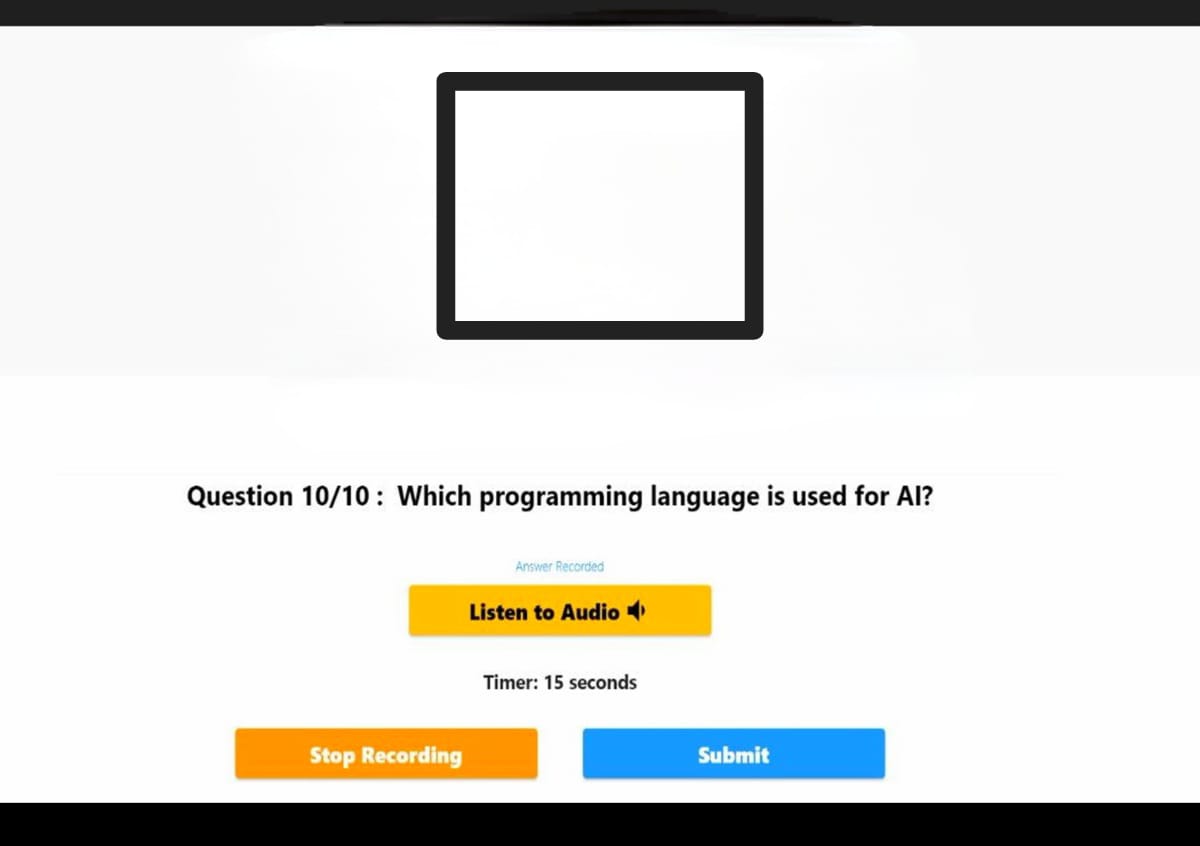 Question 10/10 : Which programming language is used for AI?
Answer Recorded
Listen to Audio
Timer: 15 seconds
Stop Recording
Submit